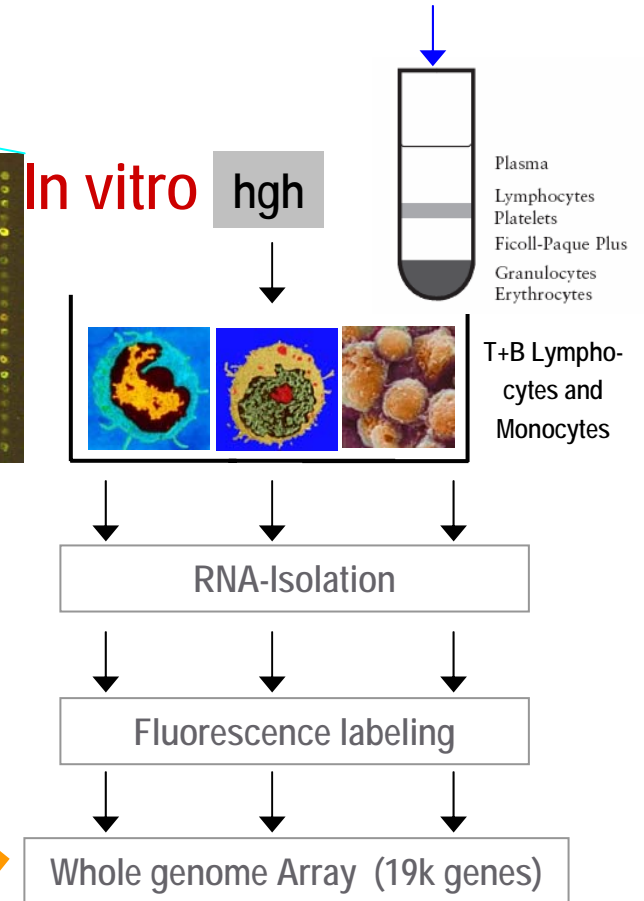 In vitro
hgh
Plasma
Lymphocytes
Platelets
Ficoll-Paque Plus
Granulocytes
Erythrocytes
T+B Lympho-
cytes and
Monocytes
RNA-Isolation
Fluorescence labeling
Whole genome Array (19k genes)